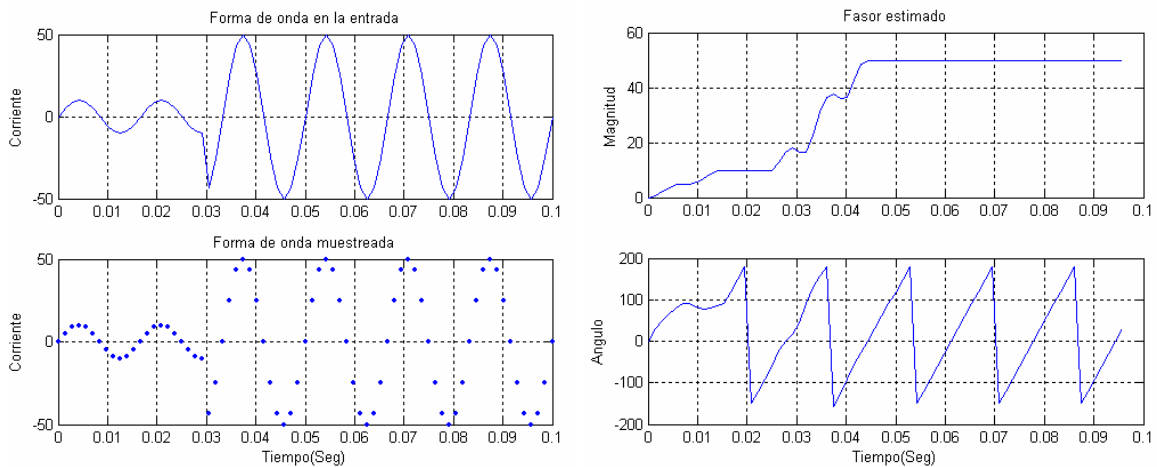 Forma de onda en la entrada
Corriente
50
0
-50
0 0.01 0.02 0.03 0.04 0.05 0.06 0.07 0.08 0.09 0.1
Forma de onda muestreada
Corriente
50
0
-50
0 0.01 0.02 0.03 0.04 0.05 0.06 0.07 0.08 0.09 0.1
Tiempo(Seg)
Fasor estimado
Magnitud
60
40
20
0
0 0.01 0.02 0.03 0.04 0.05 0.06 0.07 0.08 0.09 0.1
Angulo
200
100
0
-100
-200
0 0.01 0.02 0.03 0.04 0.05 0.06 0.07 0.08 0.09 0.1
Tiempo(Seg)